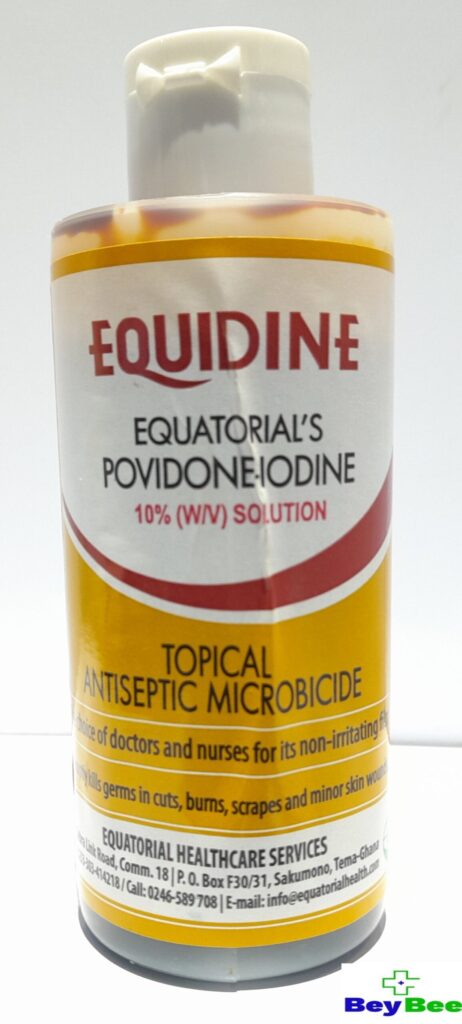 EQUIDINE
EQUATORIAL'S
POVIDONE-IODINE
10% (W/V) SOLUTION
TOPICAL
ANTISEPTIC MICROBICIDE
choice of doctors and nurses for its non-irritating
kills germs in cuts, burns, scrapes and minor skin
EQUATORIAL HEALTHCARE SERVICES
Link Road, Comm. 18 | P. O. Box F30/31, Sakumono, Tema-Ghana
414218 / Call: 0246-589 708 | E-mail: info@equatorialhealth.com
BeyBee